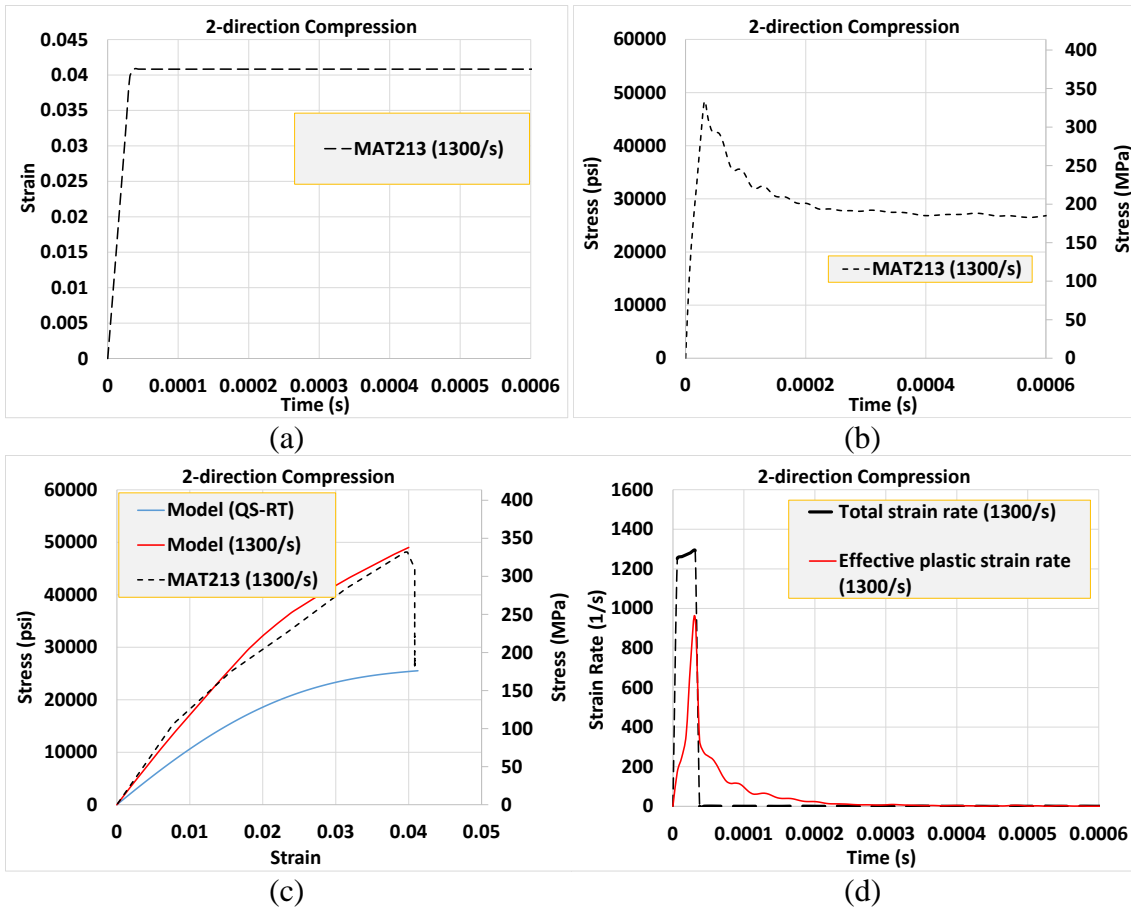 2-direction Compression
0.045
0.04
0.035
0.03
0.025
0.02
0.015
0.01
0.005
0
Strain
MAT213 (1300/s)
0 0.0001 0.0002 0.0003 0.0004 0.0005 0.0006
Time (s)
(a)
2-direction Compression
60000
50000
40000
30000
20000
10000
0
Stress (psi)
400
350
300
250
200
150
100
50
0
Stress (MPa)
MAT213 (1300/s)
0 0.0002 0.0004 0.0006
Time (s)
(b)
2-direction Compression
60000
50000
40000
30000
20000
10000
0
Stress (psi)
Model (QS-RT)
Model (1300/s)
MAT213 (1300/s)
400
350
300
250
200
150
100
50
0
Stress (MPa)
0 0.01 0.02 0.03 0.04 0.05
Strain
(c)
2-direction Compression
1600
1400
1200
1000
800
600
400
200
0
Strain Rate (1/s)
Total strain rate (1300/s)
Effective plastic strain rate
(1300/s)
0 0.0001 0.0002 0.0003 0.0004 0.0005 0.0006
Time (s)
(d)